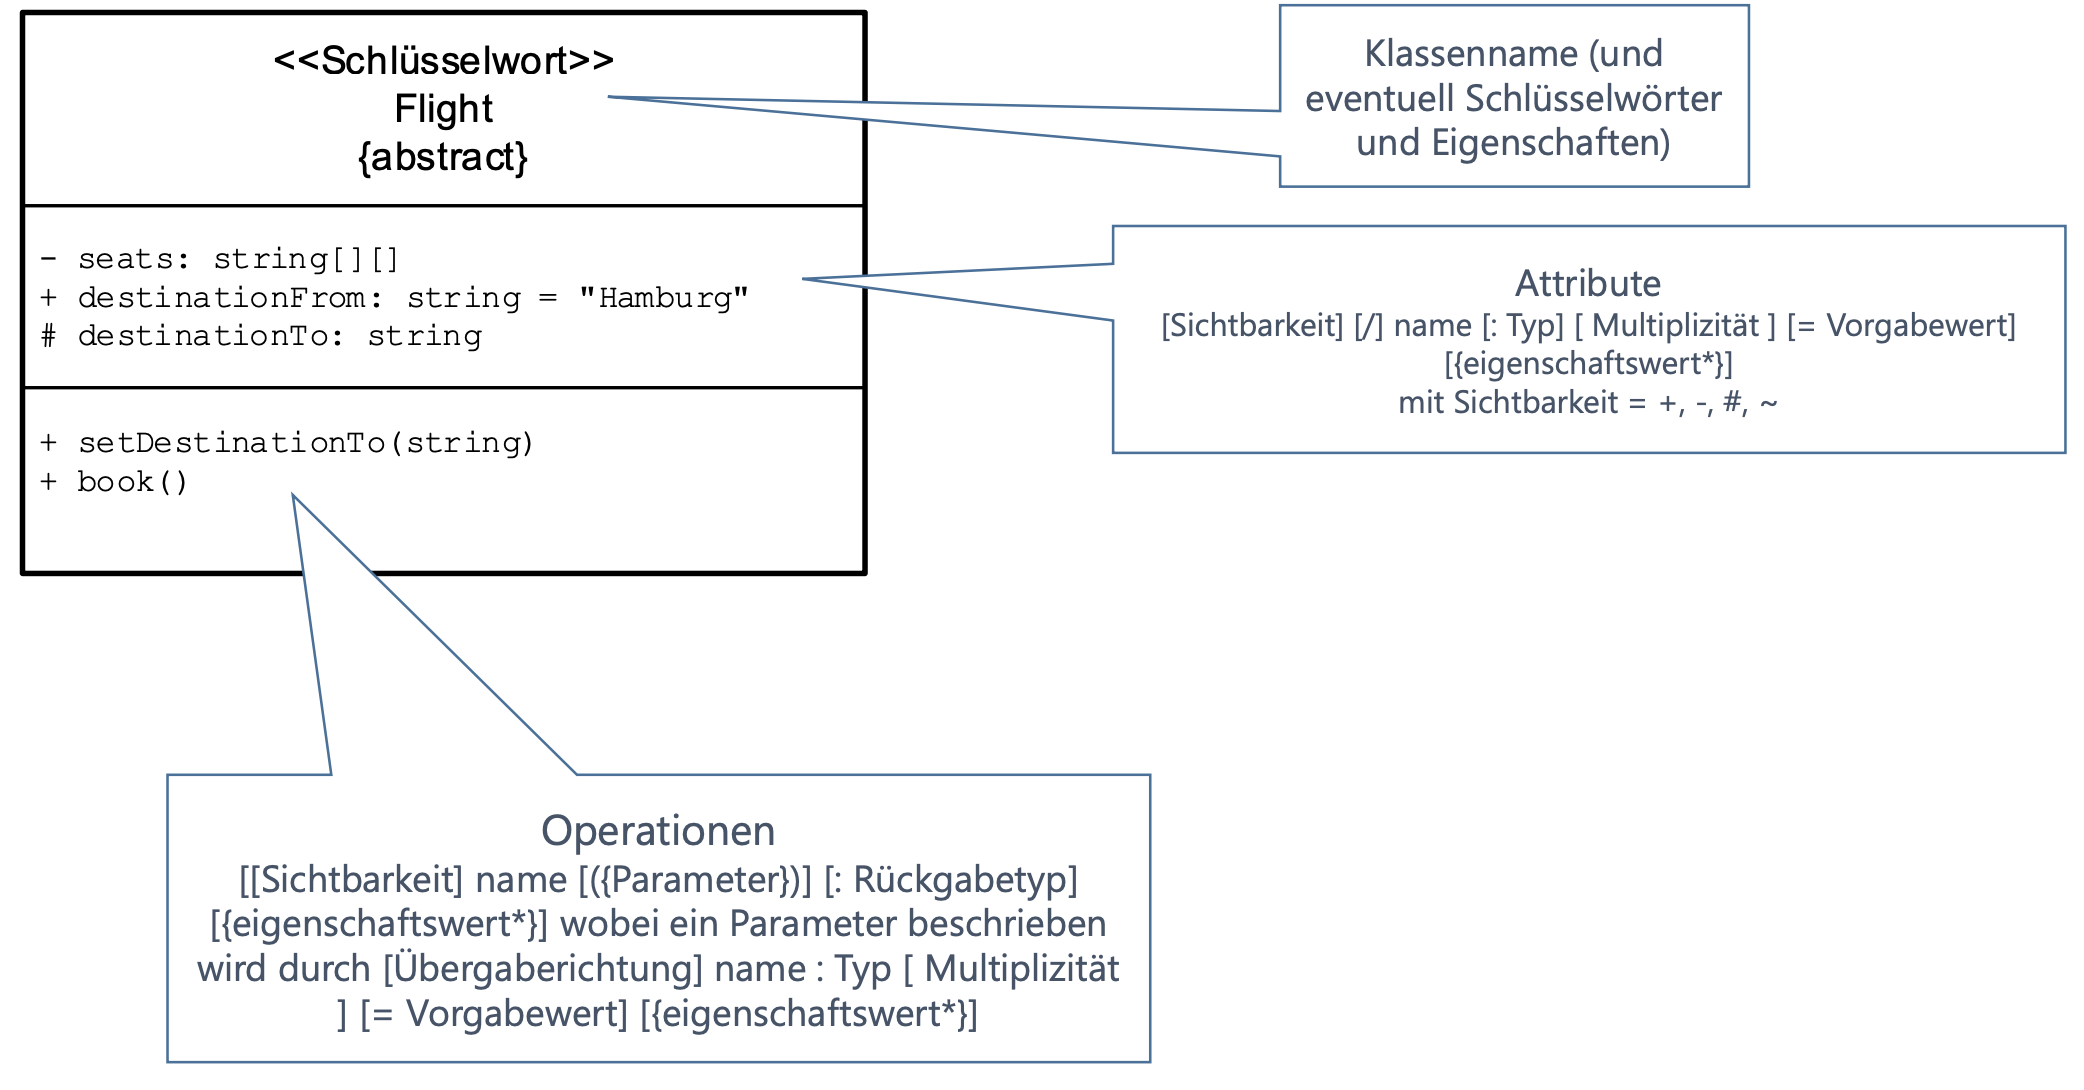 <<Schlüsselwort>>
Flight
{abstract}
- seats: string[][]
+ destinationFrom: string = "Hamburg"
# destinationTo: string
+ setDestinationTo(string)
+ book()
Klassenname (und
eventuell Schlüsselwörter
und Eigenschaften)
Attribute
[Sichtbarkeit] [/] name [: Typ] [ Multiplizität ] [= Vorgabewert]
[{eigenschaftswert*}]
mit Sichtbarkeit = +, -, #, ~
Operationen
[[Sichtbarkeit] name [({Parameter})] [: Rückgabetyp]
[{eigenschaftswert*}] wobei ein Parameter beschrieben
wird durch [Übergaberichtung] name : Typ [ Multiplizität
] [= Vorgabewert] [{eigenschaftswert*}]